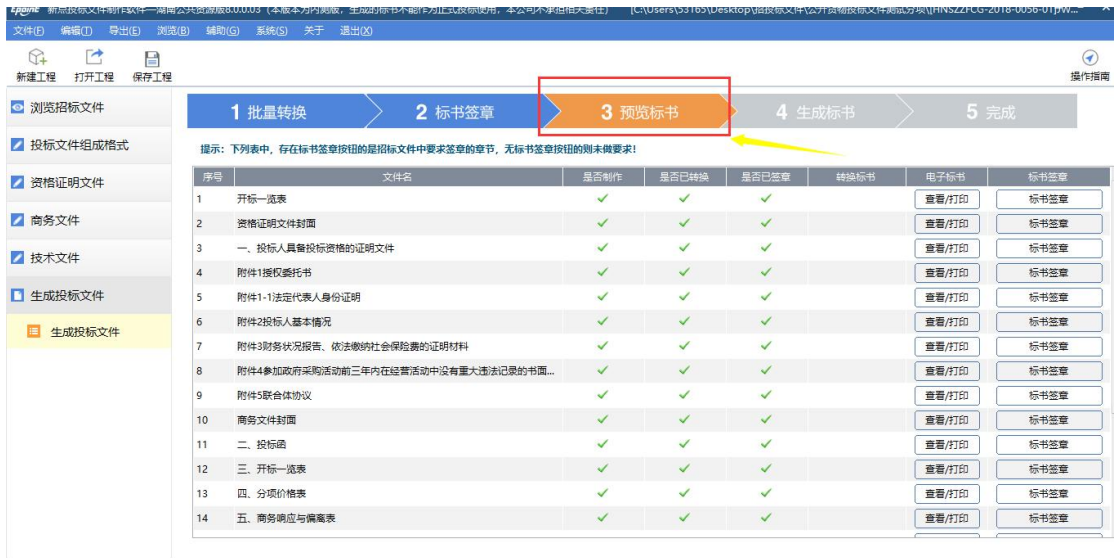 Epoint 新点投标文件制作软件—湖南公共资源版8.0.0.03（本版本为内测版，生成的标书不能作为正式投标使用，本公司不承担相关责任） [C:\Users\53165\Desktop\招投标文件\公开货物投标文件测试分项\[HNSZZFCG-2018-0056-01]
文件(F) 编辑(T) 导出(E) 浏览(B) 辅助(G) 系统(S) 关于 退出(X)
新建工程 打开工程 保存工程 操作指南
浏览招标文件
投标文件组成格式
资格证明文件
商务文件
技术文件
生成投标文件
生成投标文件
1 批量转换 2 标书签章 3 预览标书 4 生成标书 5 完成
提示：下列表中，存在标书签章按钮的是招标文件中要求签章的章节，无标书签章按钮的则未做要求！
序号 文件名 是否制作 是否已转换 是否已签章 转换标书 电子标书 标书签章
1 开标一览表 ✓ ✓ ✓ 查看/打印 标书签章
2 资格证明文件封面 ✓ ✓ ✓ 查看/打印 标书签章
3 一、投标人具备投标资格的证明文件 ✓ ✓ ✓ 查看/打印 标书签章
4 附件1授权委托书 ✓ ✓ ✓ 查看/打印 标书签章
5 附件1-1法定代表人身份证明 ✓ ✓ ✓ 查看/打印 标书签章
6 附件2投标人基本情况 ✓ ✓ ✓ 查看/打印 标书签章
7 附件3财务状况报告、依法缴纳社会保险费的证明材料 ✓ ✓ ✓ 查看/打印 标书签章
8 附件4参加政府采购活动前三年内在经营活动中没有重大违法记录的书面... ✓ ✓ ✓ 查看/打印 标书签章
9 附件5联合体协议 ✓ ✓ ✓ 查看/打印 标书签章
10 商务文件封面 ✓ ✓ ✓ 查看/打印 标书签章
11 二、投标函 ✓ ✓ ✓ 查看/打印 标书签章
12 三、开标一览表 ✓ ✓ ✓ 查看/打印 标书签章
13 四、分项价格表 ✓ ✓ ✓ 查看/打印 标书签章
14 五、商务响应与偏离表 ✓ ✓ ✓ 查看/打印 标书签章